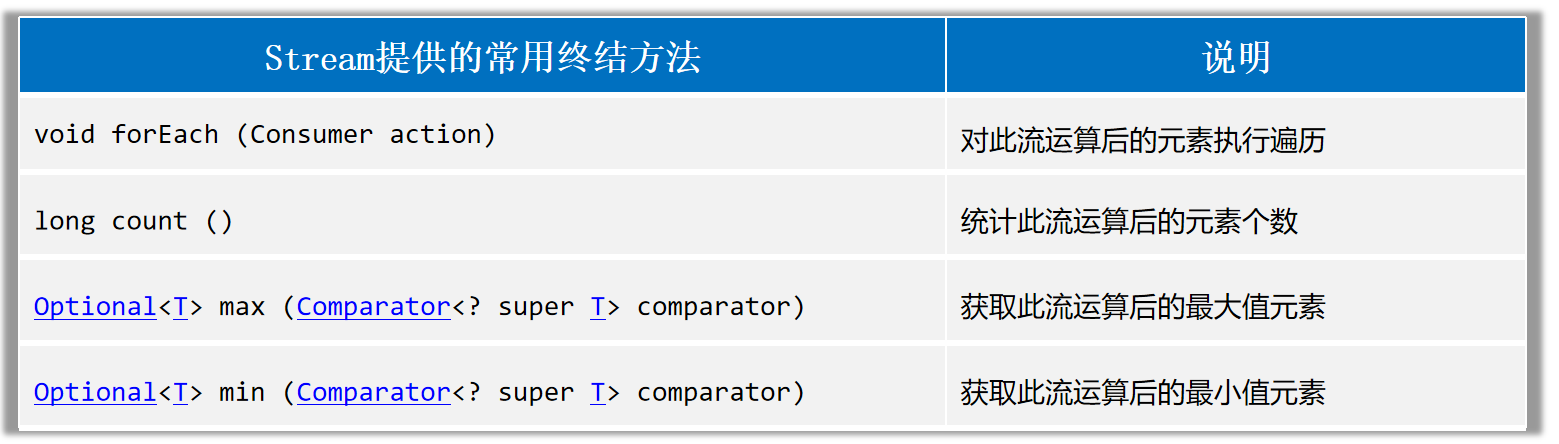 Stream提供的常用终结方法 说明
void forEach (Consumer action) 对此流运算后的元素执行遍历
long count () 统计此流运算后的元素个数
Optional<T> max (Comparator<? super T> comparator) 获取此流运算后的最大值元素
Optional<T> min (Comparator<? super T> comparator) 获取此流运算后的最小值元素